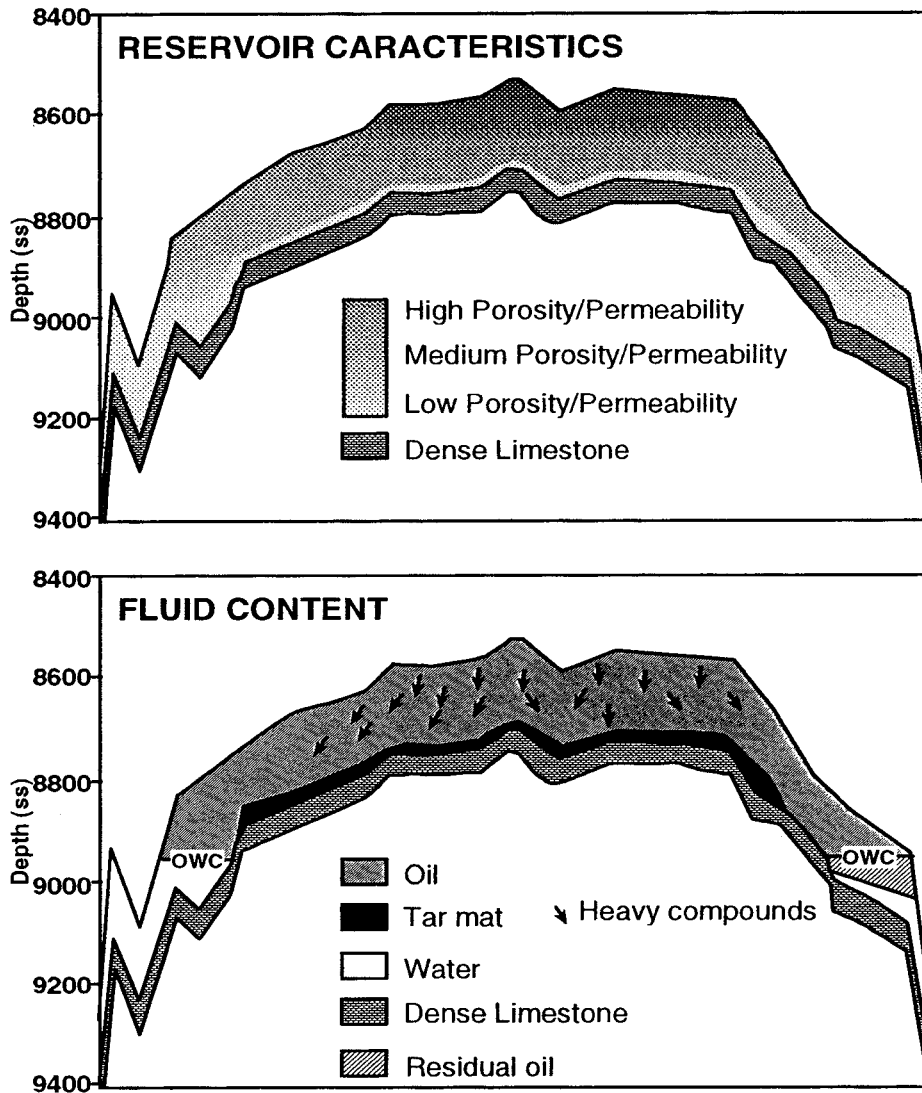 RESERVOIR CARACTERISTICS
8400
8600
8800
9000
9200
9400
Depth (ss)
High Porosity/Permeability
Medium Porosity/Permeability
Low Porosity/Permeability
Dense Limestone
FLUID CONTENT
8400
8600
8800
9000
9200
9400
Depth (ss)
OWC
OWC
Oil
Tar mat
Heavy compounds
Water
Dense Limestone
Residual oil